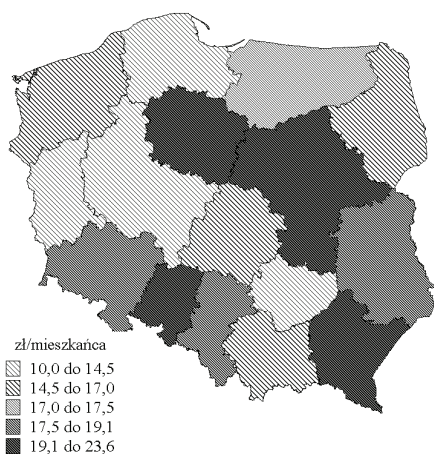 zł/mieszkańca
10,0 do 14,5
14,5 do 17,0
17,0 do 17,5
17,5 do 19,1
19,1 do 23,6